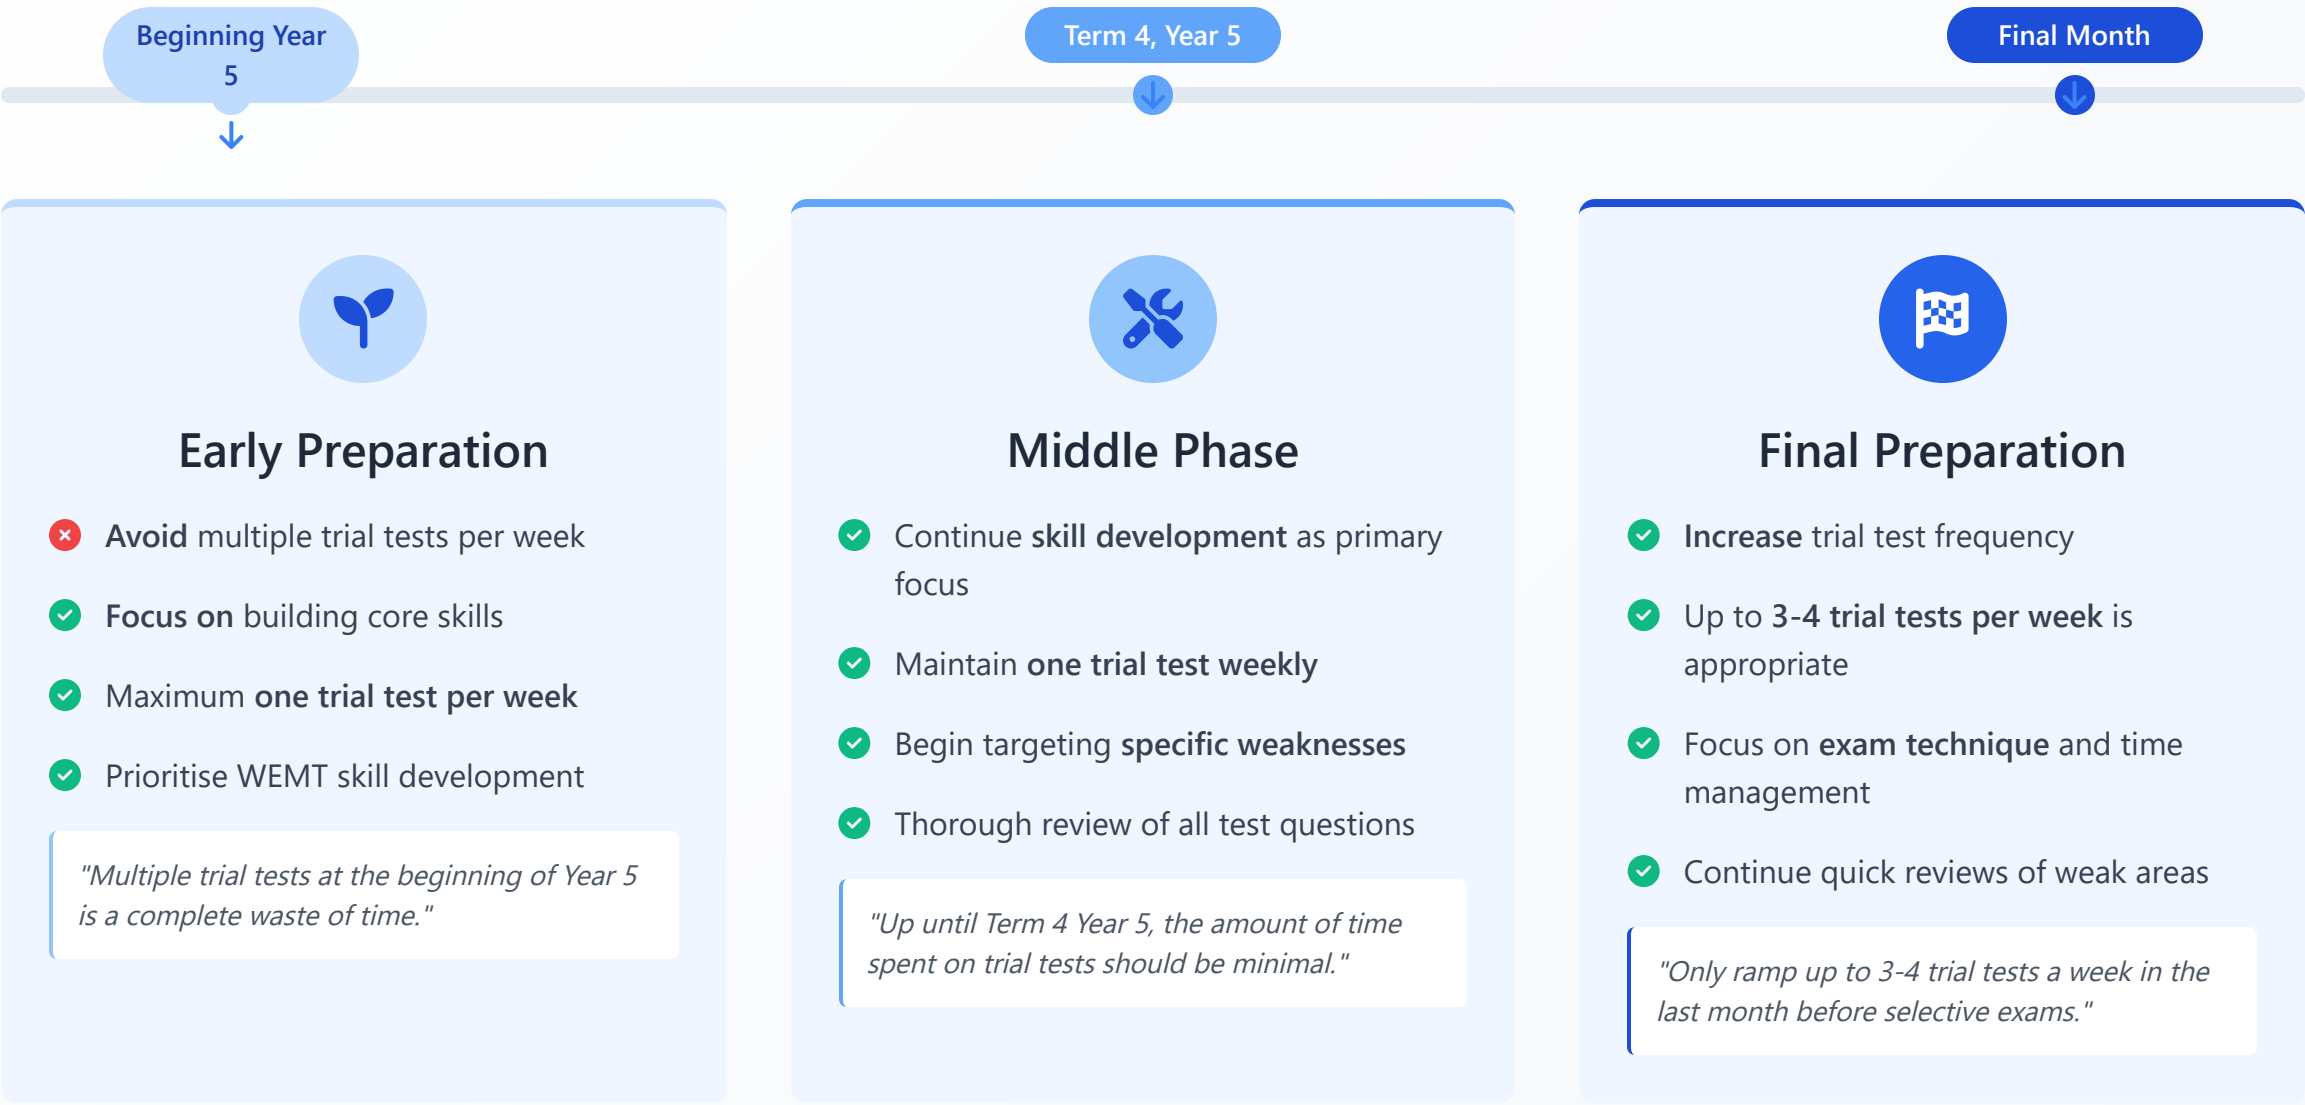 Beginning Year
5
Term 4, Year 5
Final Month
Early Preparation
Avoid multiple trial tests per week
Focus on building core skills
Maximum one trial test per week
Prioritise WEMT skill development
"Multiple trial tests at the beginning of Year 5
is a complete waste of time."
Middle Phase
Continue skill development as primary
focus
Maintain one trial test weekly
Begin targeting specific weaknesses
Thorough review of all test questions
"Up until Term 4 Year 5, the amount of time
spent on trial tests should be minimal."
Final Preparation
Increase trial test frequency
Up to 3-4 trial tests per week is
appropriate
Focus on exam technique and time
management
Continue quick reviews of weak areas
"Only ramp up to 3-4 trial tests a week in the
last month before selective exams."